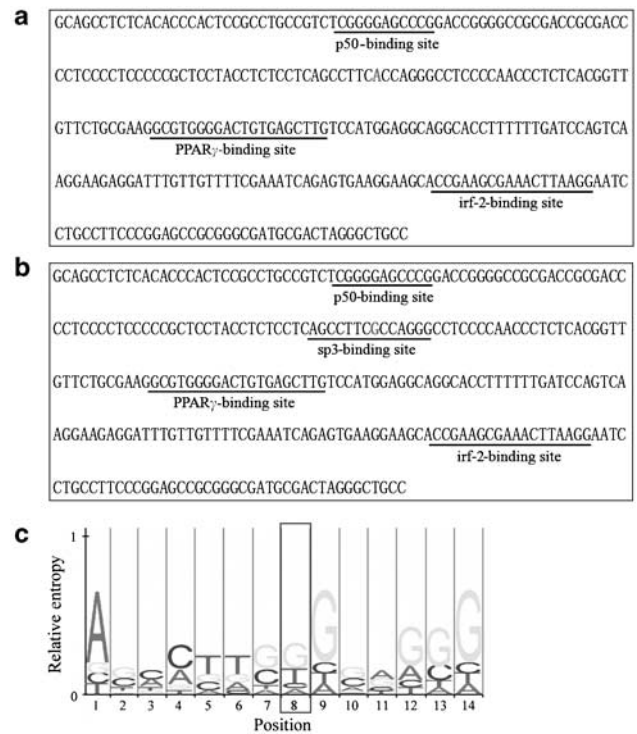 a
GCAGCCTCTCACACCCACTCCGCCTGCCGTCTCGGGGAGCCCGGACCGGGGCCGCGACCGCGACC
p50-binding site
CCTCCCCTCCCCCGCTCCTACCTCTCCTCAGCCTTCACCAGGGCCTCCCCAACCCTCTCACGGTT
GTTCTGCGAAGGCGTGGGGACTGTGAGCTTGTCCATGGAGGCAGGCACCTTTTTTGATCCAGTCA
PPARγ-binding site
AGGAAGAGGATTTGTTGTTTTCGAAATCAGAGTGAAGGAAGCACCGAAGCGAAACTTAAGGAATC
irf-2-binding site
CTGCCTTCCCGGAGCCGCGGGCGATGCGACTAGGGCTGCC
b
GCAGCCTCTCACACCCACTCCGCCTGCCGTCTCGGGGAGCCCGGACCGGGGCCGCGACCGCGACC
p50-binding site
CCTCCCCTCCCCCGCTCCTACCTCTCCTCAGCCTTCGCCAGGGCCTCCCCAACCCTCTCACGGTT
sp3-binding site
GTTCTGCGAAGGCGTGGGGACTGTGAGCTTGTCCATGGAGGCAGGCACCTTTTTTGATCCAGTCA
PPARγ-binding site
AGGAAGAGGATTTGTTGTTTTCGAAATCAGAGTGAAGGAAGCACCGAAGCGAAACTTAAGGAATC
irf-2-binding site
CTGCCTTCCCGGAGCCGCGGGCGATGCGACTAGGGCTGCC
c
Relative entropy
1
0
1 2 3 4 5 6 7 8 9 10 11 12 13 14
Position